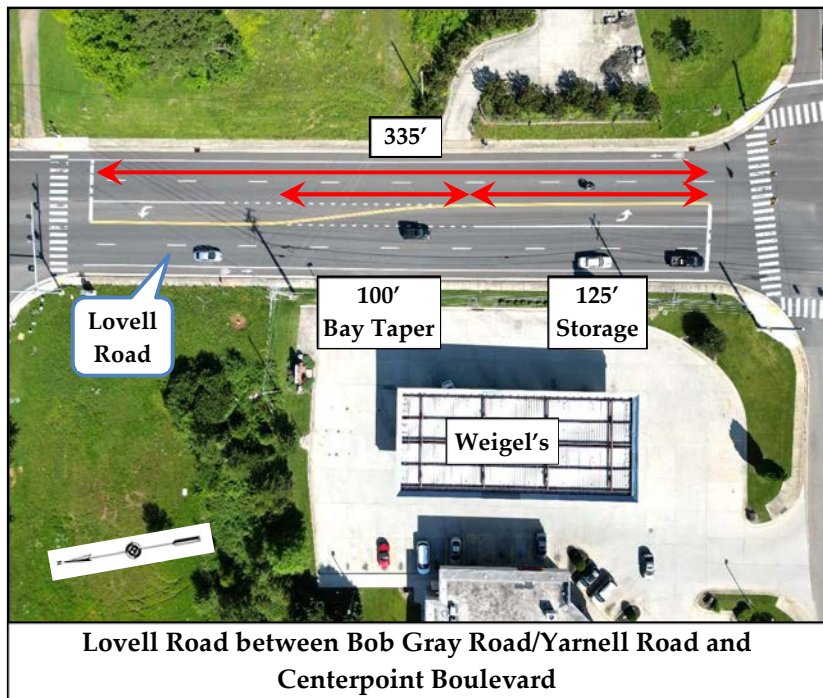 335’
100’
Bay Taper
125’
Storage
Lovell
Road
Weigel’s
Lovell Road between Bob Gray Road/Yarnell Road and
Centerpoint Boulevard